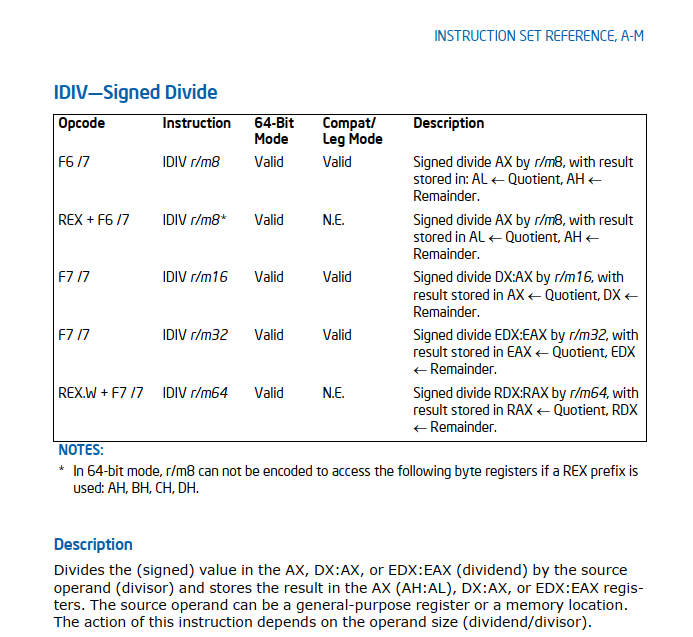 INSTRUCTION SET REFERENCE, A-M
IDIV—Signed Divide
Opcode Instruction 64-Bit Mode Compat/ Leg Mode Description
F6 /7 IDIV r/m8 Valid Valid Signed divide AX by r/m8, with result
stored in: AL ← Quotient, AH ←
Remainder.
REX + F6 /7 IDIV r/m8* Valid N.E. Signed divide AX by r/m8, with result
stored in AL ← Quotient, AH ←
Remainder.
F7 /7 IDIV r/m16 Valid Valid Signed divide DX:AX by r/m16, with
result stored in AX ← Quotient, DX ←
Remainder.
F7 /7 IDIV r/m32 Valid Valid Signed divide EDX:EAX by r/m32, with
result stored in EAX ← Quotient, EDX
← Remainder.
REX.W + F7 /7 IDIV r/m64 Valid N.E. Signed divide RDX:RAX by r/m64, with
result stored in RAX ← Quotient, RDX
← Remainder.
NOTES:
* In 64-bit mode, r/m8 can not be encoded to access the following byte registers if a REX prefix is
used: AH, BH, CH, DH.
Description
Divides the (signed) value in the AX, DX:AX, or EDX:EAX (dividend) by the source
operand (divisor) and stores the result in the AX (AH:AL), DX:AX, or EDX:EAX regis-
ters. The source operand can be a general-purpose register or a memory location.
The action of this instruction depends on the operand size (dividend/divisor).